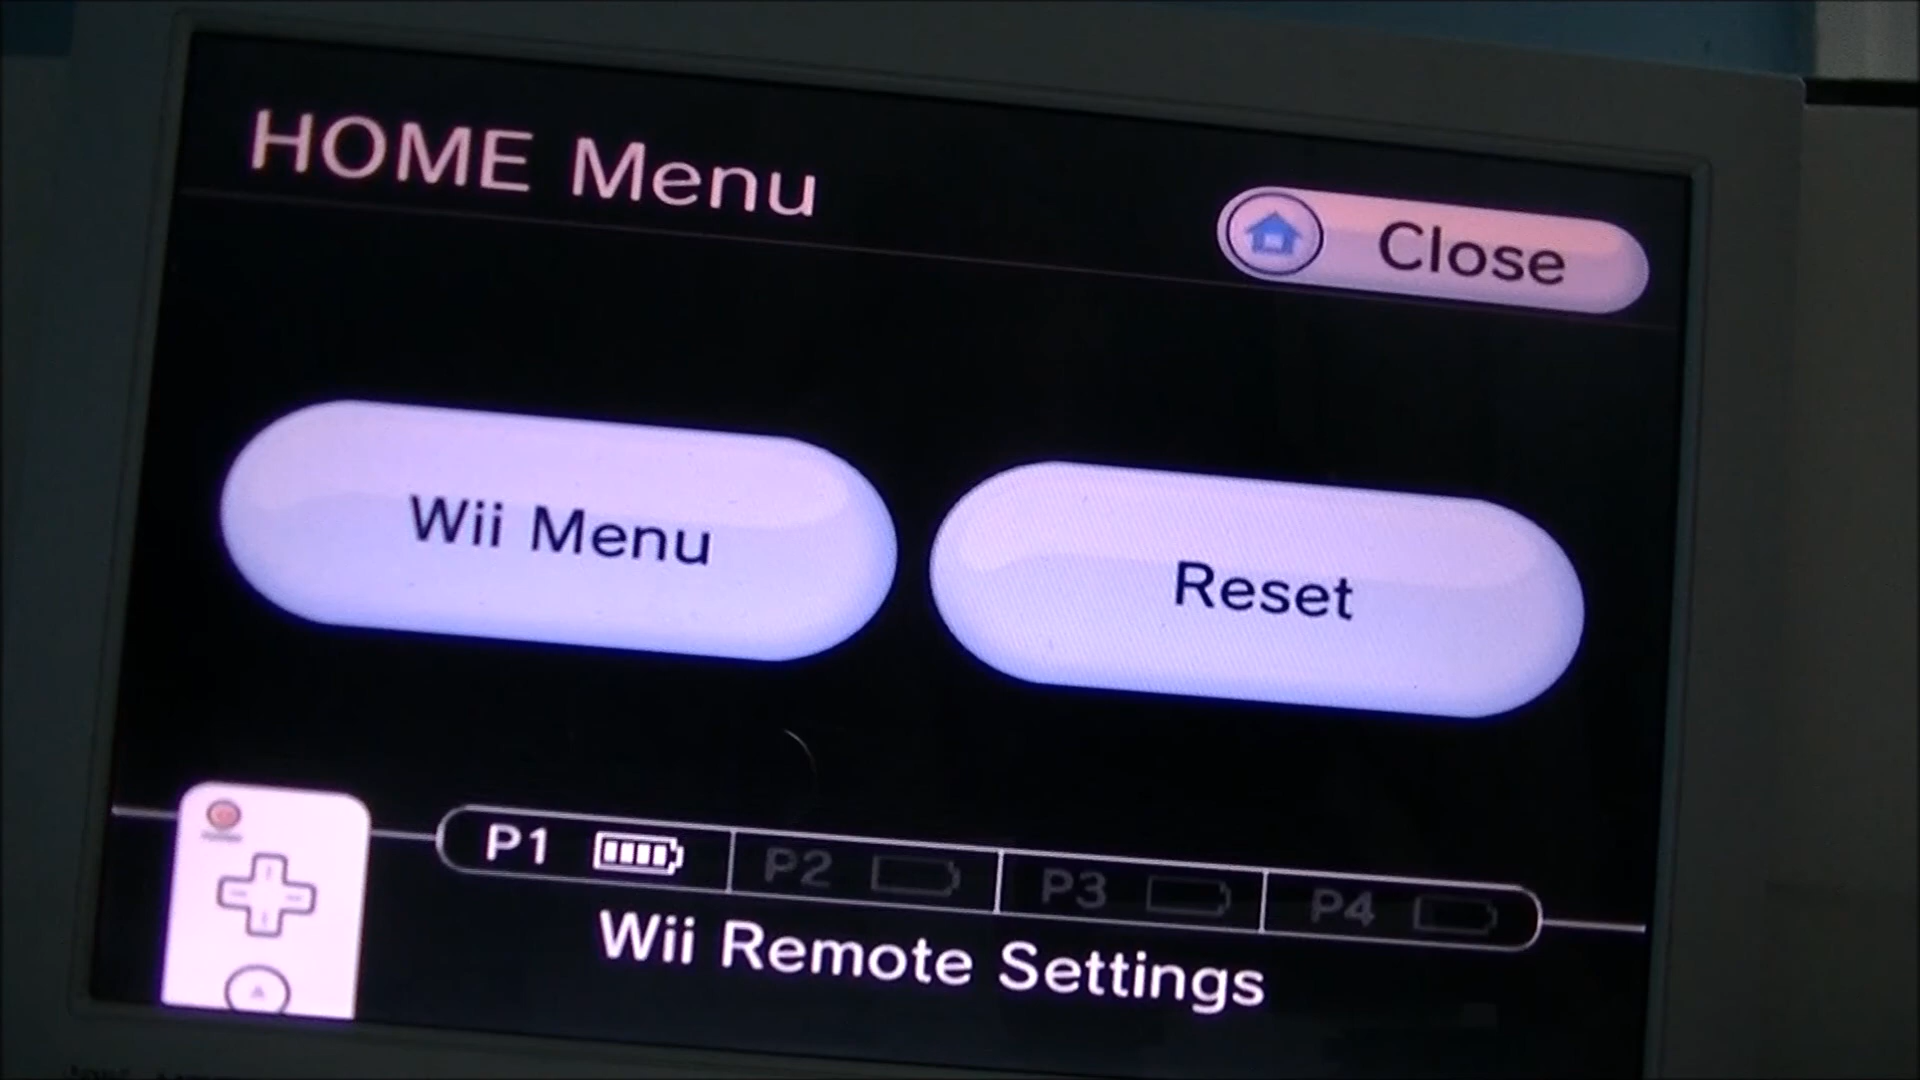 HOME Menu
Close
Wii Menu
Reset
P1 P2 P3 P4
Wii Remote Settings